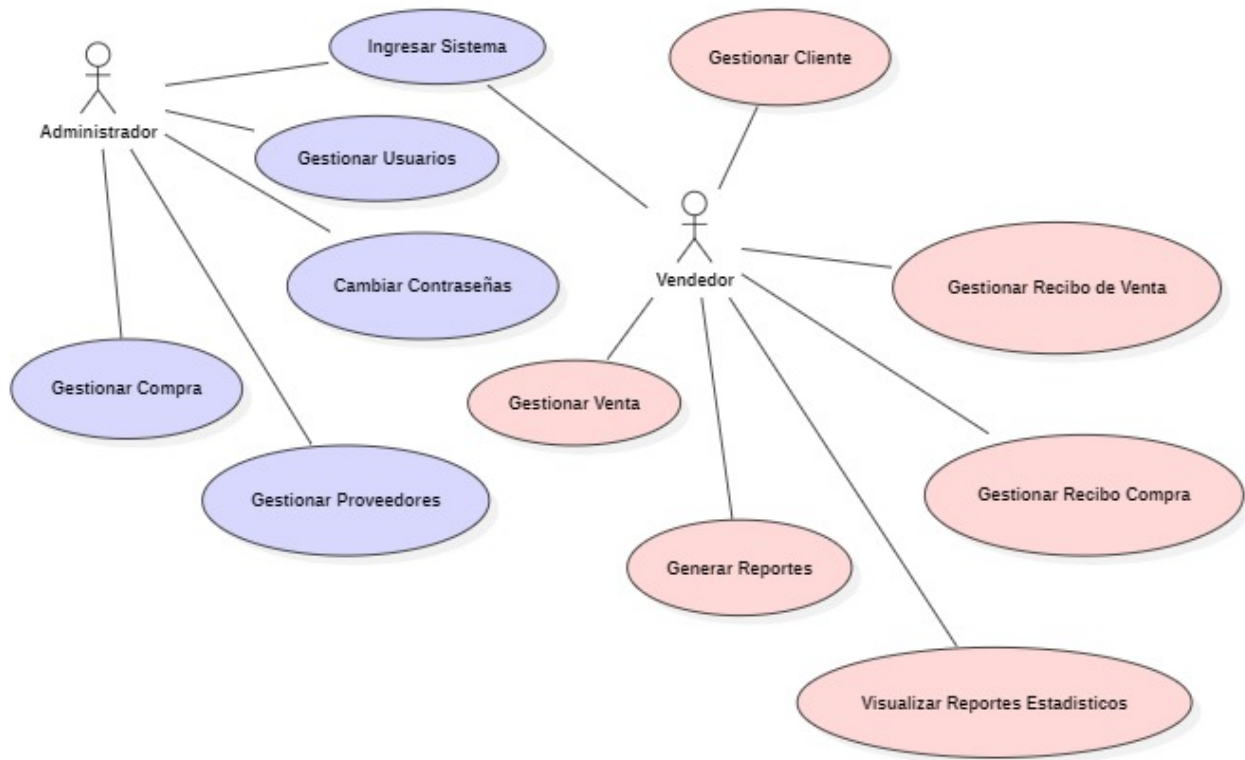 Ingresar Sistema
Gestionar Cliente
Administrador
Gestionar Usuarios
Cambiar Contraseñas
Vendedor
Gestionar Recibo de Venta
Gestionar Compra
Gestionar Venta
Gestionar Proveedores
Gestionar Recibo Compra
Generar Reportes
Visualizar Reportes Estadisticos